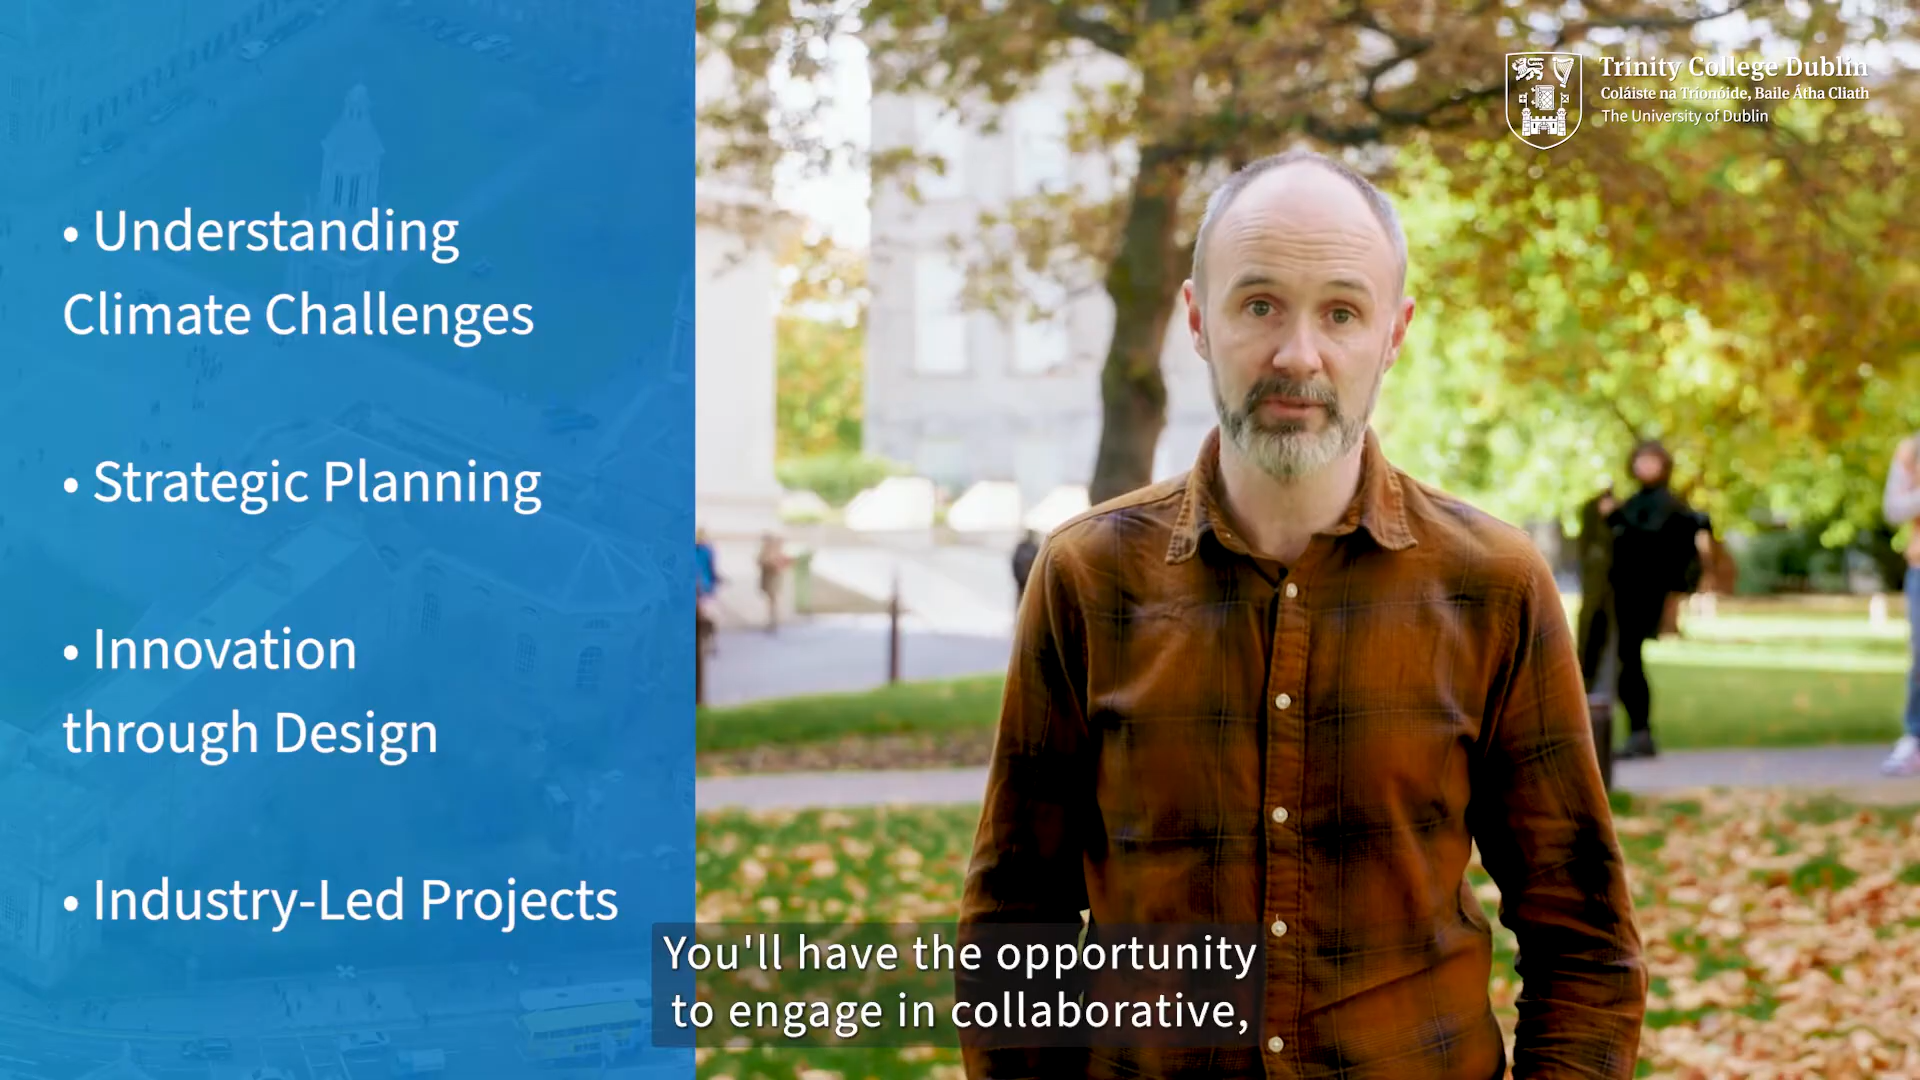 • Understanding
Climate Challenges
• Strategic Planning
• Innovation
through Design
• Industry-Led Projects
Trinity College Dublin
Coláiste na Tríonóide, Baile Átha Cliath
The University of Dublin
You'll have the opportunity
to engage in collaborative,